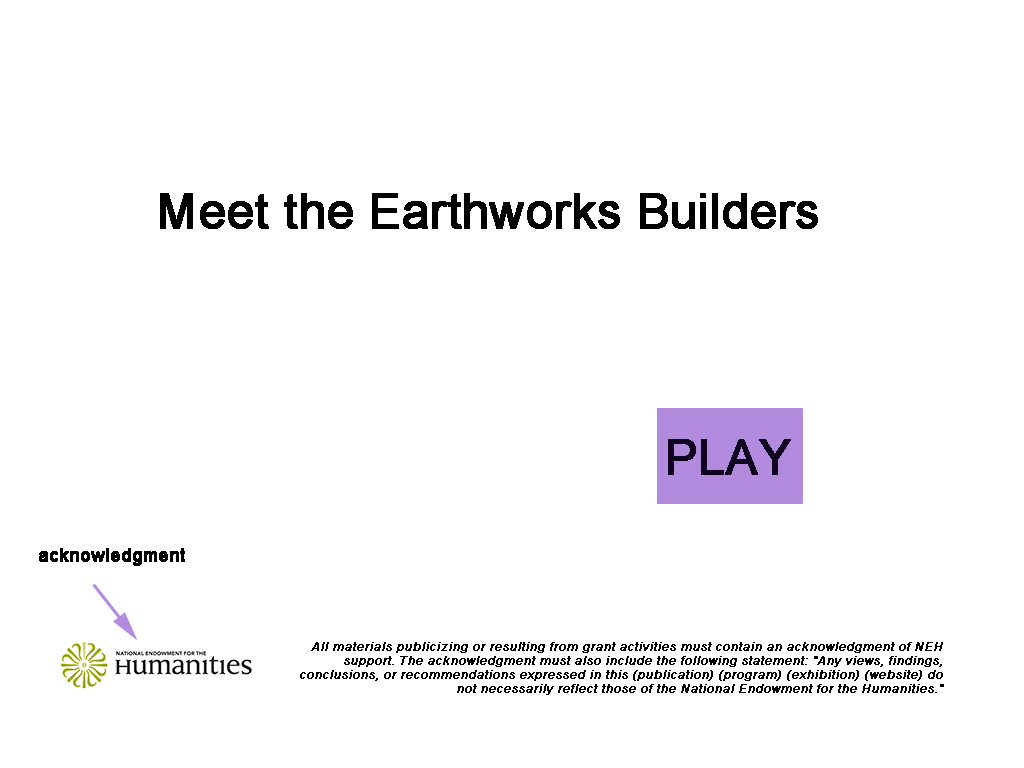 Meet the Earthworks Builders
PLAY
acknowledgment
NATIONAL ENDOWMENT FOR THE
Humanities
All materials publicizing or resulting from grant activities must contain an acknowledgment of NEH
support. The acknowledgment must also include the following statement: "Any views, findings,
conclusions, or recommendations expressed in this (publication) (program) (exhibition) (website) do
not necessarily reflect those of the National Endowment for the Humanities."